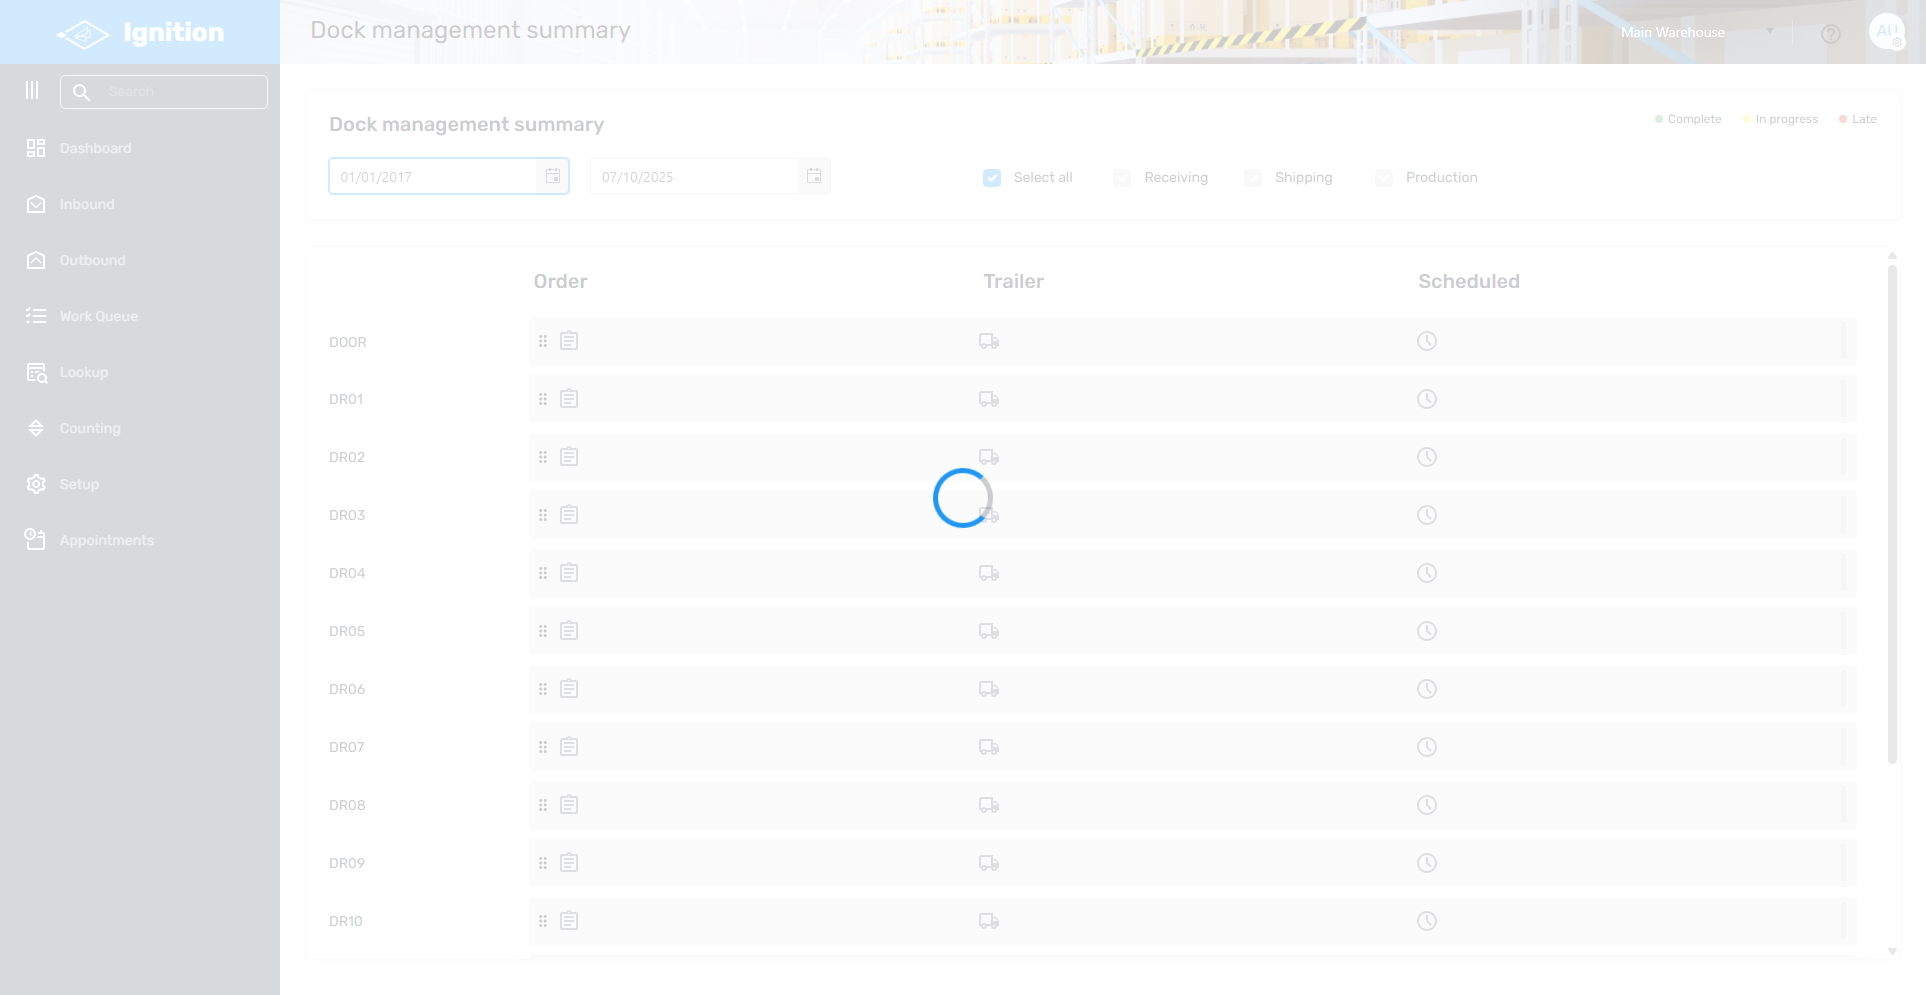 Ignition
Dock management summary
Main Warehouse
Search
Dashboard
Inbound
Outbound
Work Queue
Lookup
Counting
Setup
Appointments
Dock management summary
Complete In progress Late
01/01/2017 07/10/2025 Select all Receiving Shipping Production
Order Trailer Scheduled
DOOR
DR01
DR02
DR03
DR04
DR05
DR06
DR07
DR08
DR09
DR10